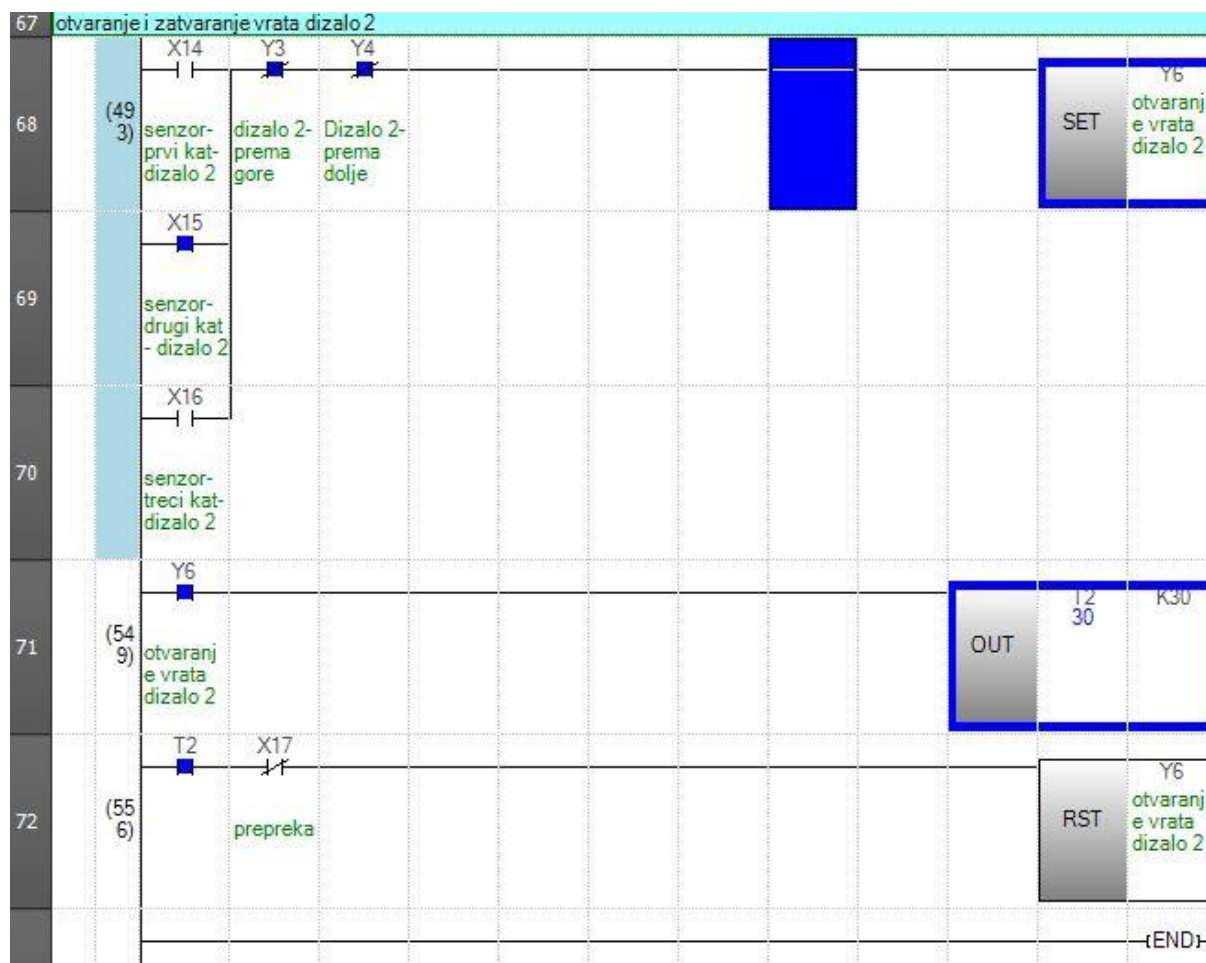 67 otvaranje i zatvaranje vrata dizalo 2
X14 Y3 Y4 Y6
68
(49
3)
senzor-
prvi kat-
dizalo 2
dizalo 2-
prema
gore
Dizalo 2-
prema
dolje
SET
otvaranj
e vrata
dizalo 2
X15
69
senzor-
drugi kat
- dizalo 2
X16
70
senzor-
treci kat-
dizalo 2
Y6
71
(54
9)
otvaranj
e vrata
dizalo 2
OUT
T2 K30
30
T2 X17
72
(55
6)
prepreka
RST
Y6
otvaranj
e vrata
dizalo 2
END